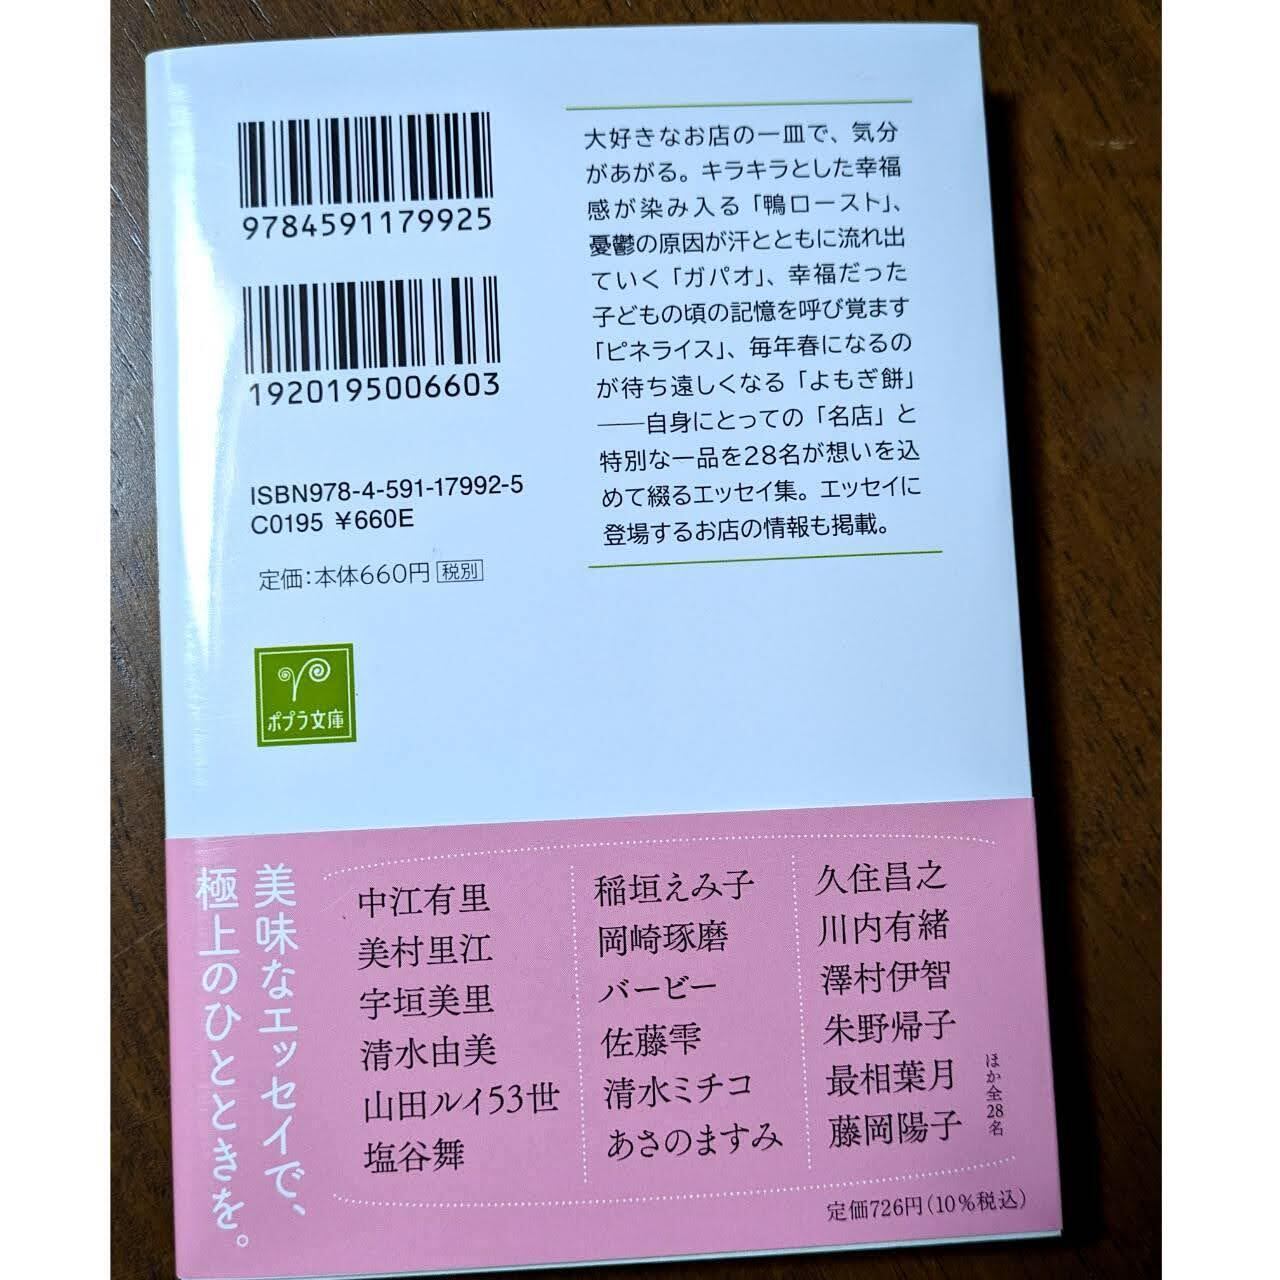 9784591179925
1920195006603
ISBN978-4-591-17992-5
C0195 ¥660E
定価：本体660円 税別
ポプラ文庫
大好きなお店の一皿で、気分
があがる。キラキラとした幸福
感が染み入る「鴨ロースト」、
憂鬱の原因が汗とともに流れ出
ていく「ガパオ」、幸福だった
子どもの頃の記憶を呼び覚ます
「ピネライス」、毎年春になるの
が待ち遠しくなる「よもぎ餅」
――自身にとっての「名店」と
特別な一品を28名が想いを込
めて綴るエッセイ集。エッセイに
登場するお店の情報も掲載。
美味なエッセイで、
極上のひとときを。
中江有里
美村里江
宇垣美里
清水由美
山田ルイ53世
塩谷舞
稲垣えみ子
岡崎琢磨
バービー
佐藤雫
清水ミチコ
あさのますみ
久住昌之
川内有緒
澤村伊智
朱野帰子
最相葉月
藤岡陽子
ほか全28名
定価726円（10%税込）